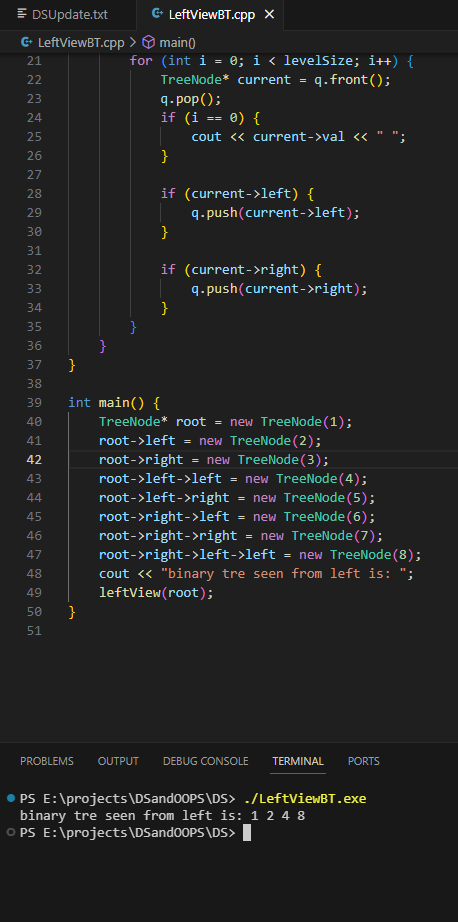 DSUpdate.txt
LeftViewBT.cpp
LeftViewBT.cpp > main()
21 for (int i = 0; i < levelSize; i++) {
22 TreeNode* current = q.front();
23 q.pop();
24 if (i == 0) {
25 cout << current->val << " ";
26 }
27
28 if (current->left) {
29 q.push(current->left);
30 }
31
32 if (current->right) {
33 q.push(current->right);
34 }
35 }
36 }
37 }
38
39 int main() {
40 TreeNode* root = new TreeNode(1);
41 root->left = new TreeNode(2);
42 root->right = new TreeNode(3);
43 root->left->left = new TreeNode(4);
44 root->left->right = new TreeNode(5);
45 root->right->left = new TreeNode(6);
46 root->right->right = new TreeNode(7);
47 root->right->left->left = new TreeNode(8);
48 cout << "binary tre seen from left is: ";
49 leftView(root);
50 }
51
PROBLEMS OUTPUT DEBUG CONSOLE TERMINAL PORTS
PS E:\projects\DSandOOPS\DS> ./LeftViewBT.exe
binary tre seen from left is: 1 2 4 8
PS E:\projects\DSandOOPS\DS>